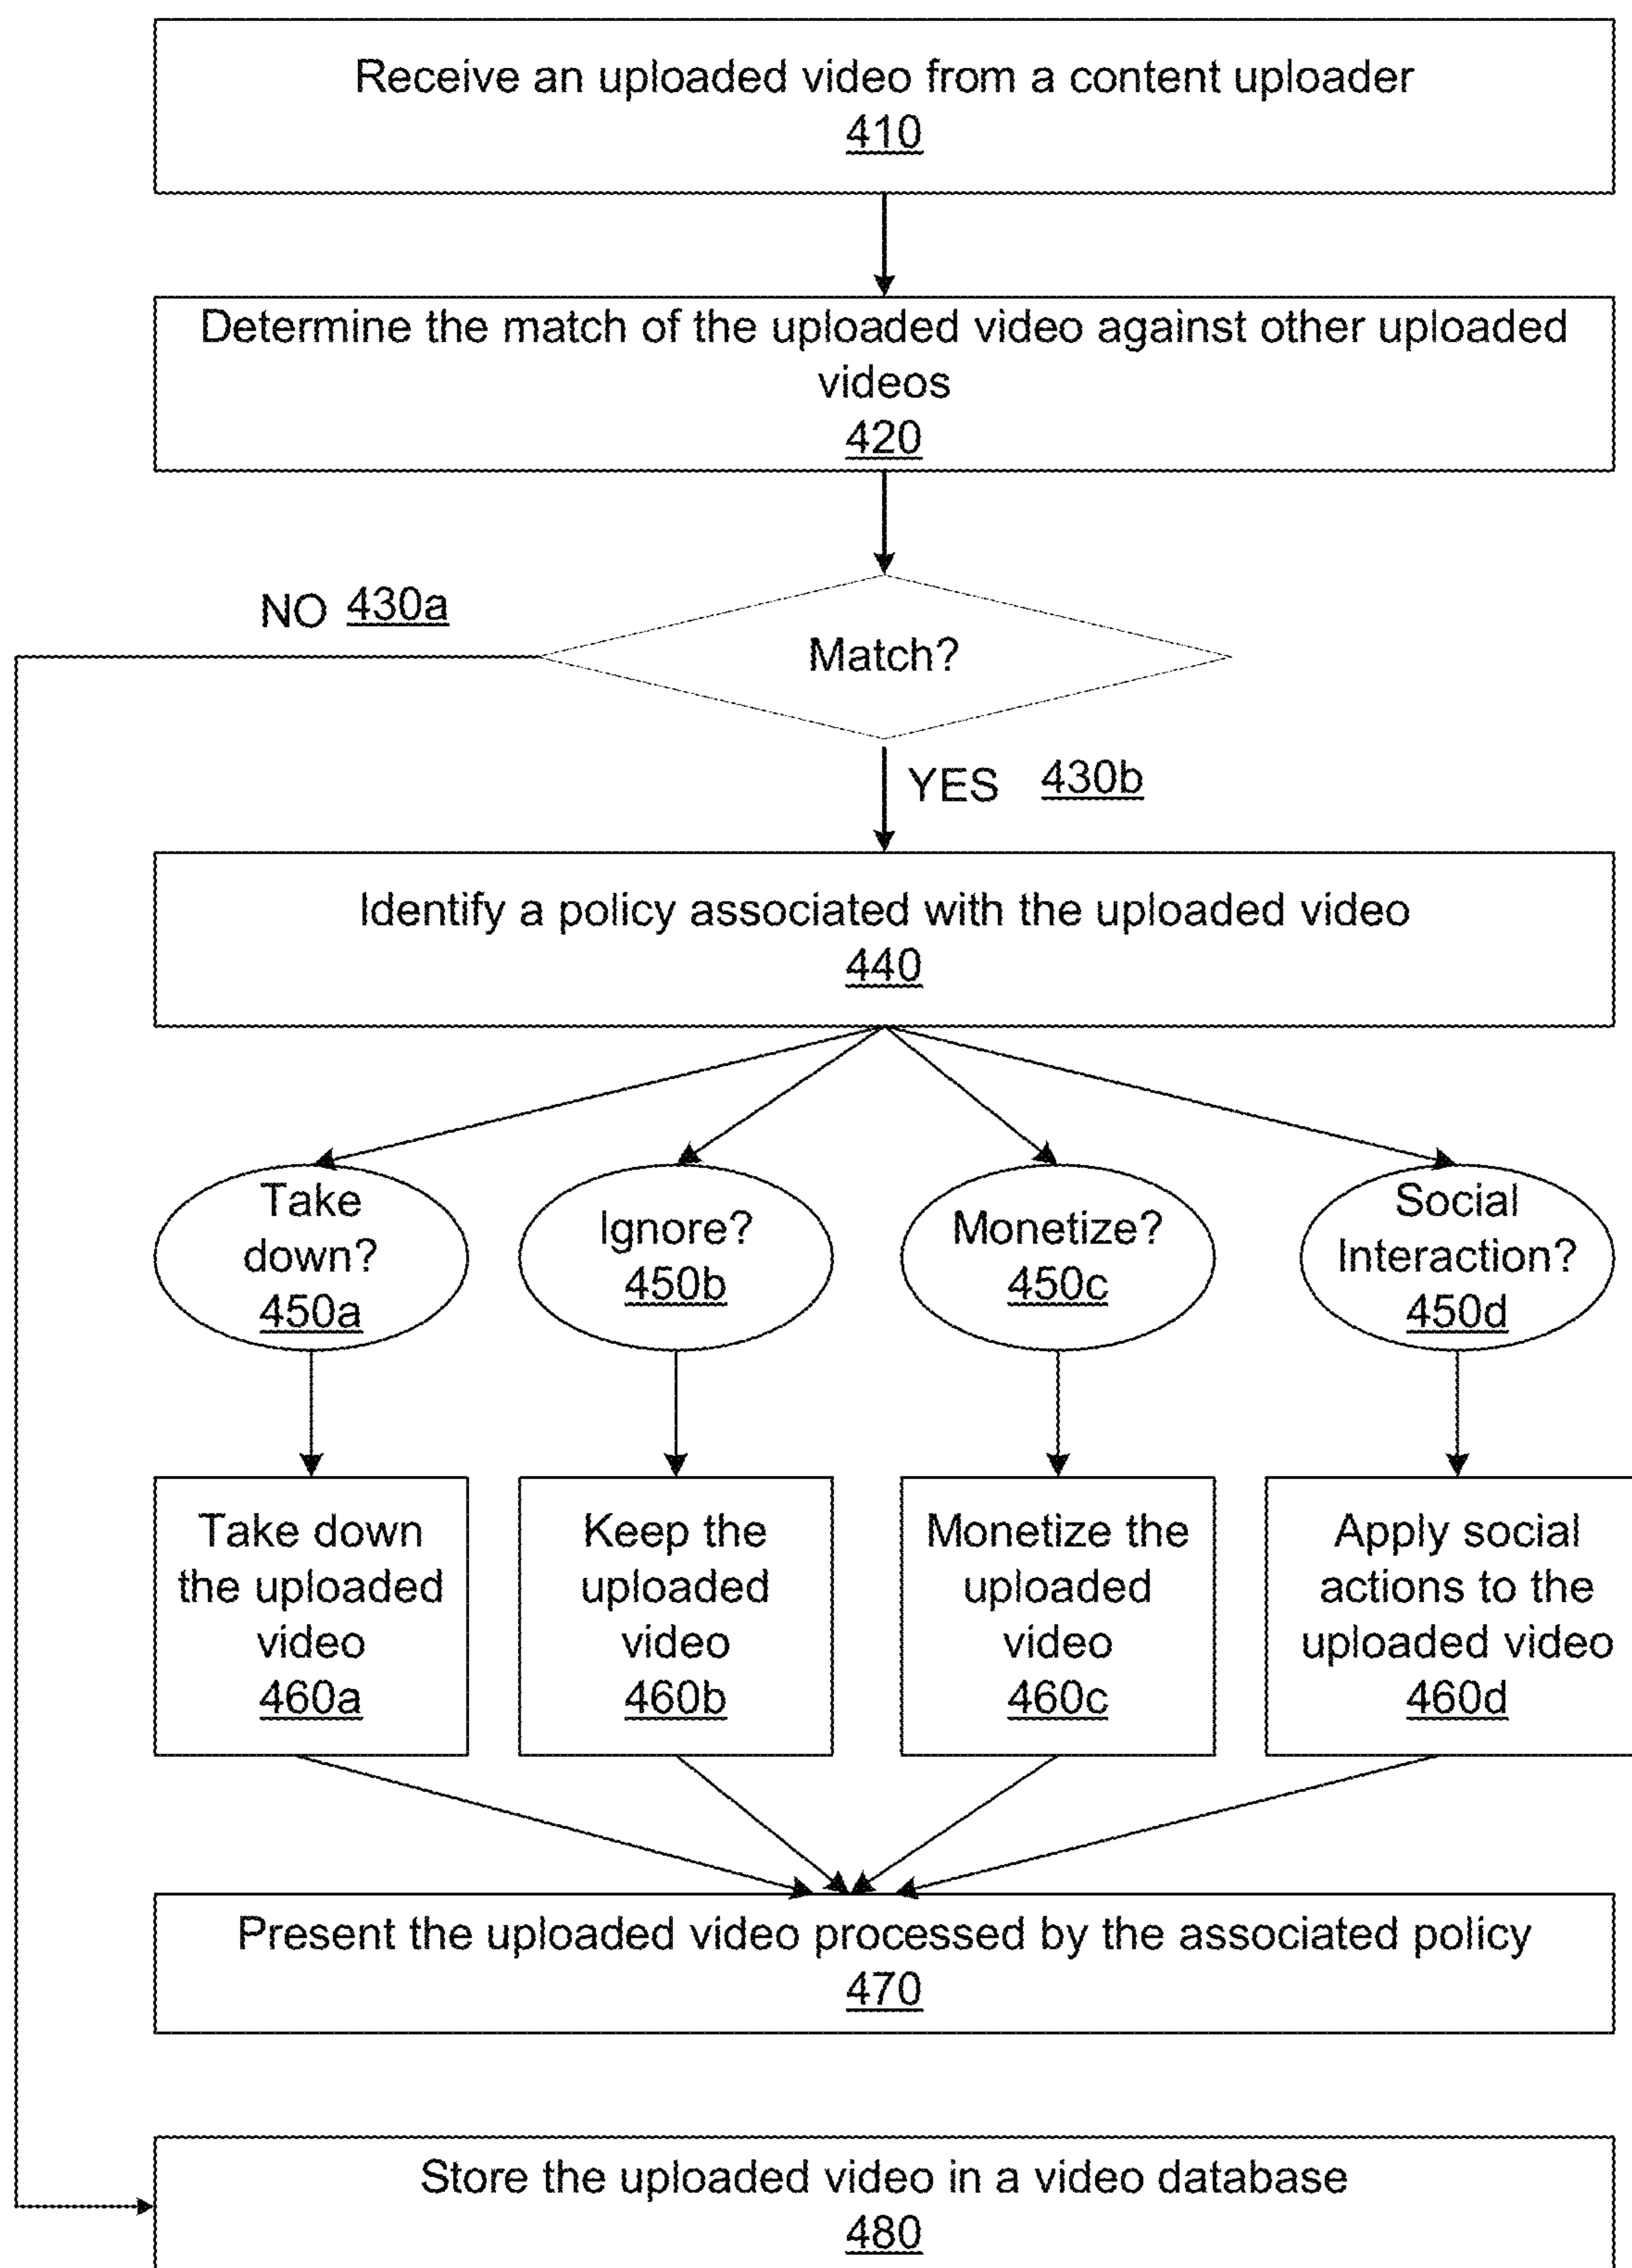 Receive an uploaded video from a content uploader
410
Determine the match of the uploaded video against other uploaded
videos
420
NO 430a
Match?
YES 430b
Identify a policy associated with the uploaded video
440
Take
down?
450a
Ignore?
450b
Monetize?
450c
Social
Interaction?
450d
Take down
the uploaded
video
460a
Keep the
uploaded
video
460b
Monetize the
uploaded
video
460c
Apply social
actions to the
uploaded video
460d
Present the uploaded video processed by the associated policy
470
Store the uploaded video in a video database
480